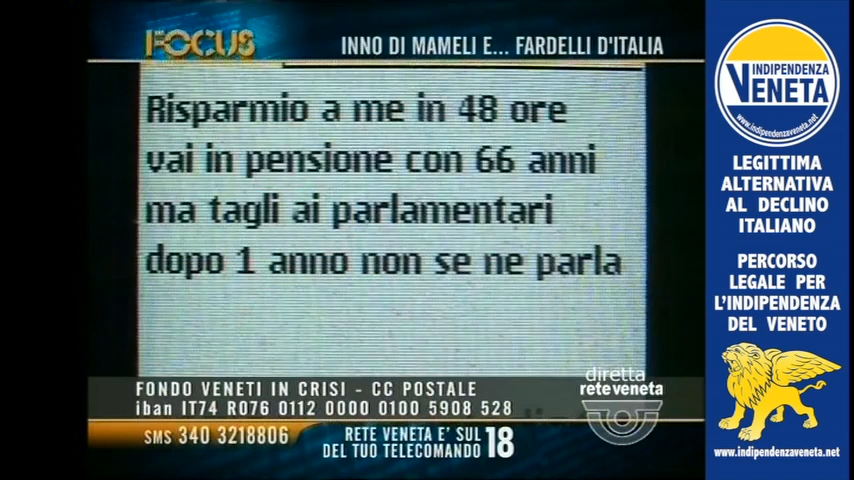 FOCUS
INNO DI MAMELI E... FARDELLI D'ITALIA
Risparmio a me in 48 ore
vai in pensione con 66 anni
ma tagli ai parlamentari
dopo 1 anno non se ne parla
FONDO VENETI IN CRISI - CC POSTALE
iban IT74 R076 0112 0000 0100 5908 528
diretta
reteveneta
SMS 340 3218806
RETE VENETA E' SUL
DEL TUO TELECOMANDO 18
INDIPENDENZA
VENETA
www.indipendenzaveneta.net
LEGITTIMA
ALTERNATIVA
AL DECLINO
ITALIANO
PERCORSO
LEGALE PER
L'INDIPENDENZA
DEL VENETO
www.indipendenzaveneta.net